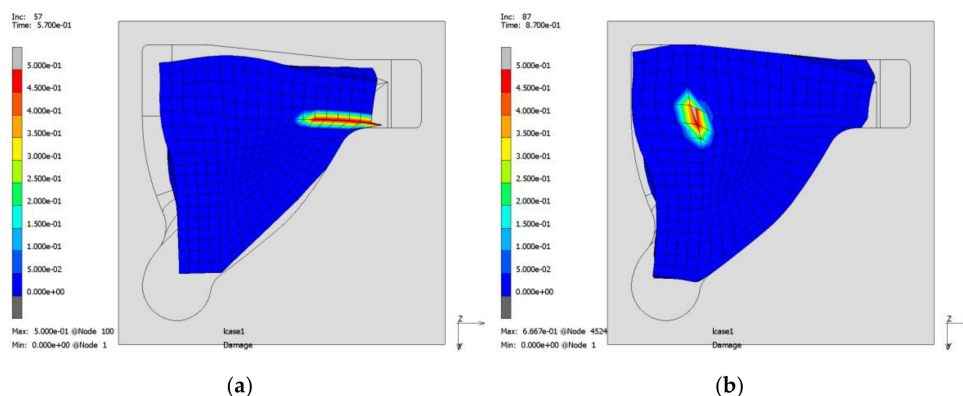 Inc: 57
Time: 5.700e-01
5.000e-01
4.500e-01
4.000e-01
3.500e-01
3.000e-01
2.500e-01
2.000e-01
1.500e-01
1.000e-01
5.000e-02
0.000e+00
Max: 5.000e-01 @Node 100
Min: 0.000e+00 @Node 1
lcase1
Damage
Z
Y
(a)
Inc: 87
Time: 8.700e-01
5.000e-01
4.500e-01
4.000e-01
3.500e-01
3.000e-01
2.500e-01
2.000e-01
1.500e-01
1.000e-01
5.000e-02
0.000e+00
Max: 6.667e-01 @Node 4524
Min: 0.000e+00 @Node 1
lcase1
Damage
Z
Y
(b)